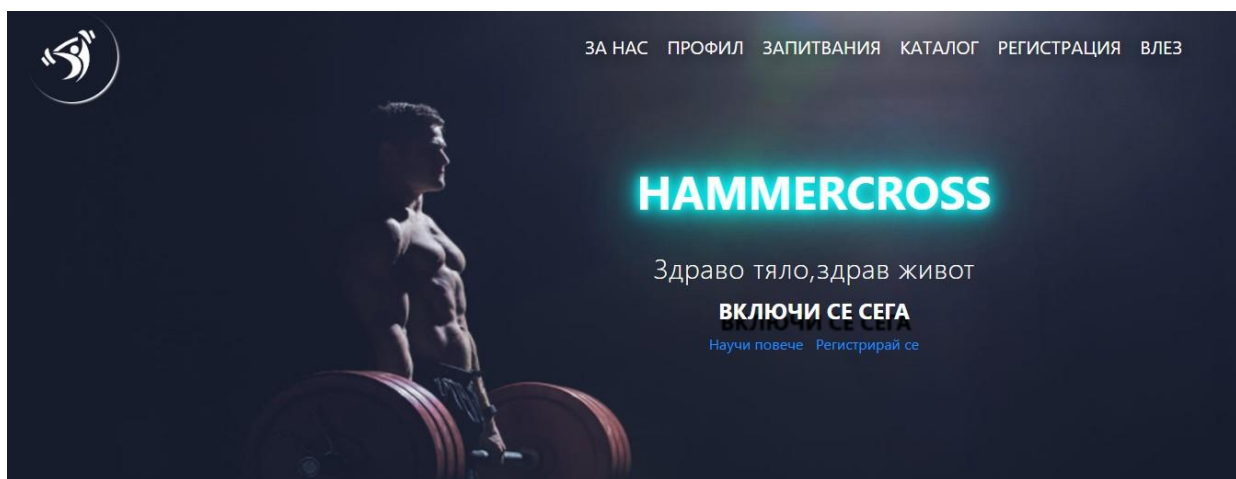 ЗА НАС ПРОФИЛ ЗАПИТВАНИЯ КАТАЛОГ РЕГИСТРАЦИЯ ВЛЕЗ
HAMMERCROSS
Здраво тяло,здрав живот
ВКЛЮЧИ СЕ СЕГА
Научи повече Регистрирай се